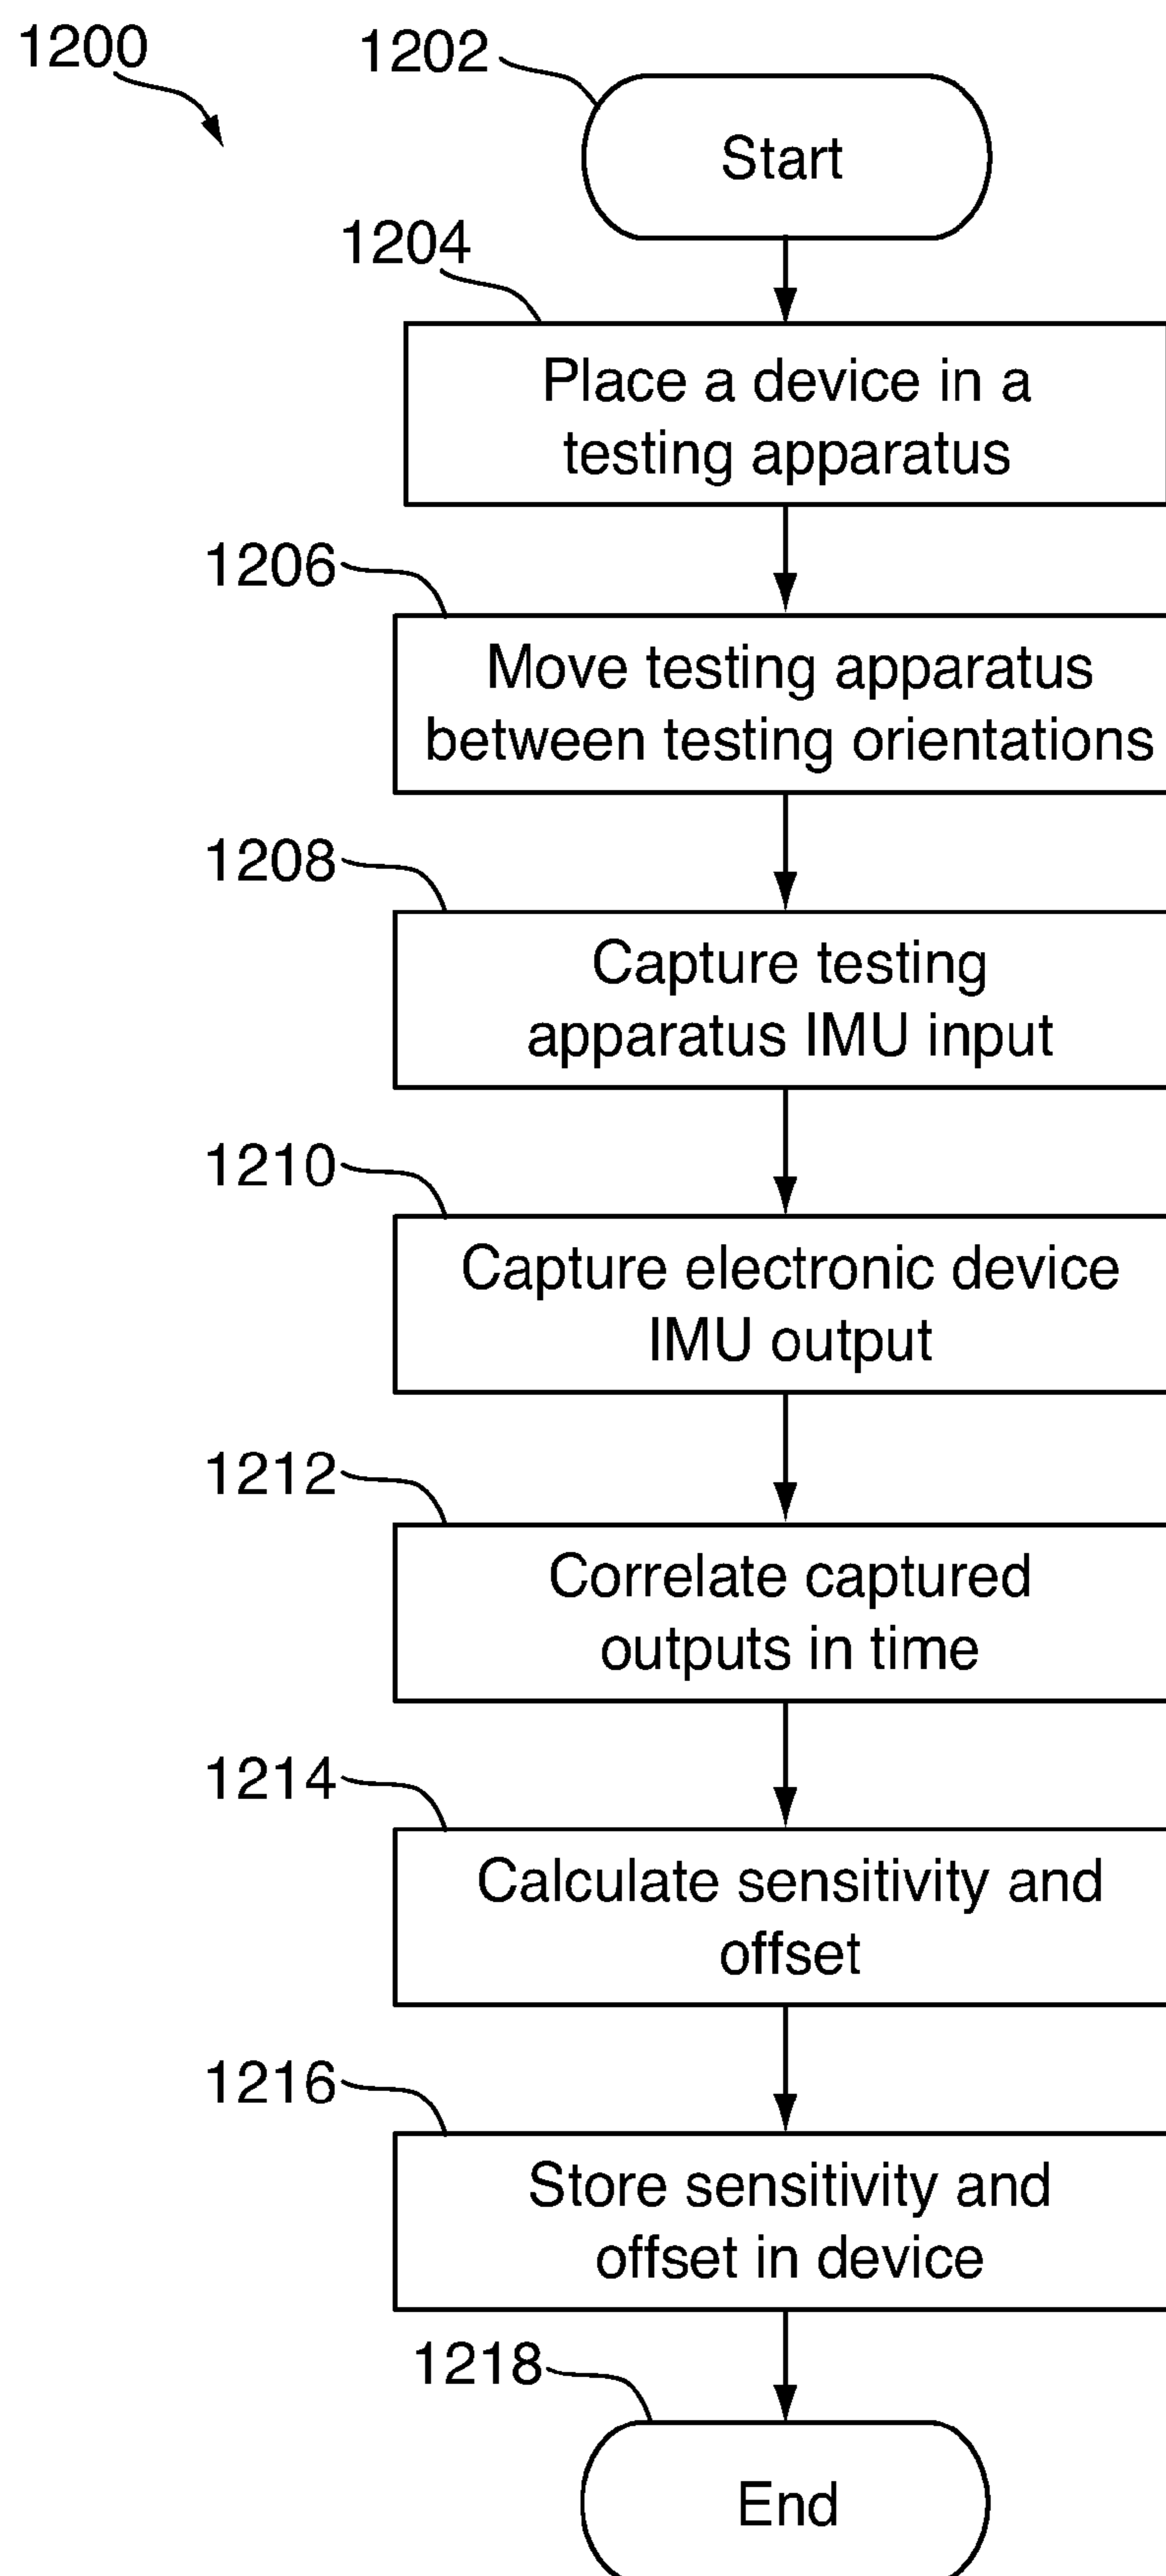 1200
1202
Start
1204
Place a device in a
testing apparatus
1206
Move testing apparatus
between testing orientations
1208
Capture testing
apparatus IMU input
1210
Capture electronic device
IMU output
1212
Correlate captured
outputs in time
1214
Calculate sensitivity and
offset
1216
Store sensitivity and
offset in device
1218
End